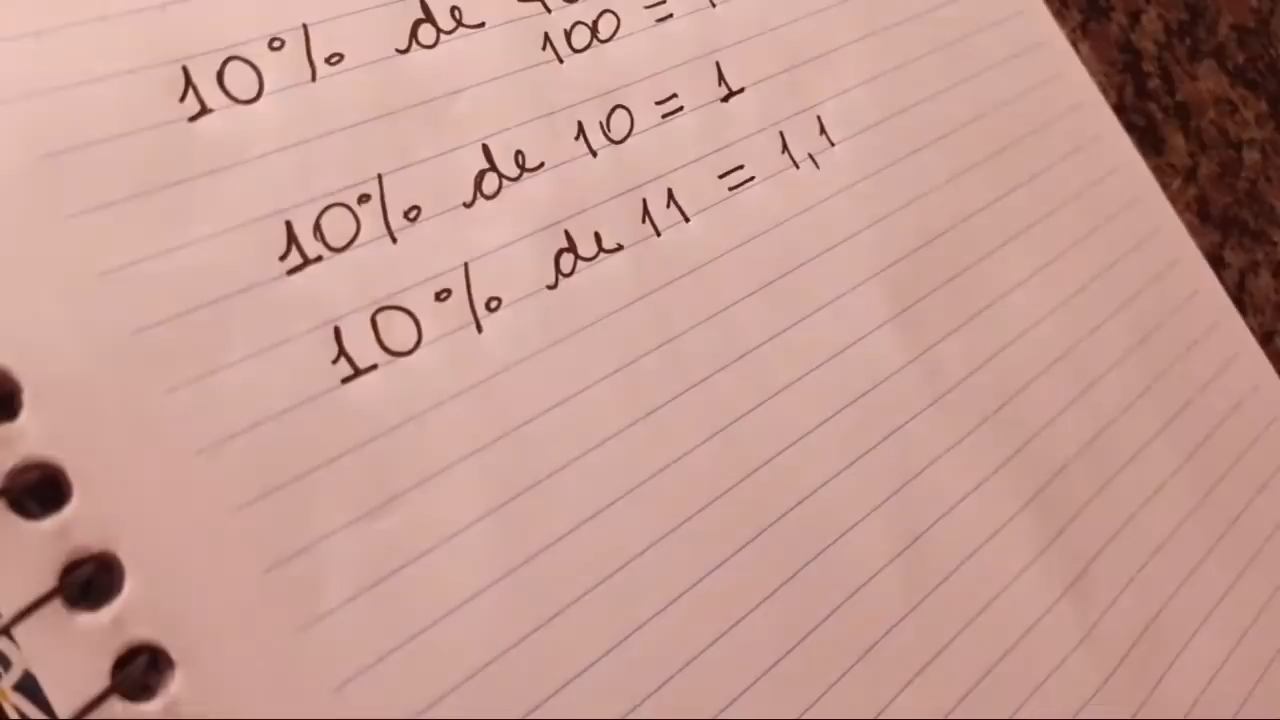 10% de
100 =
10% de 10 = 1
10% de 11 = 1,1